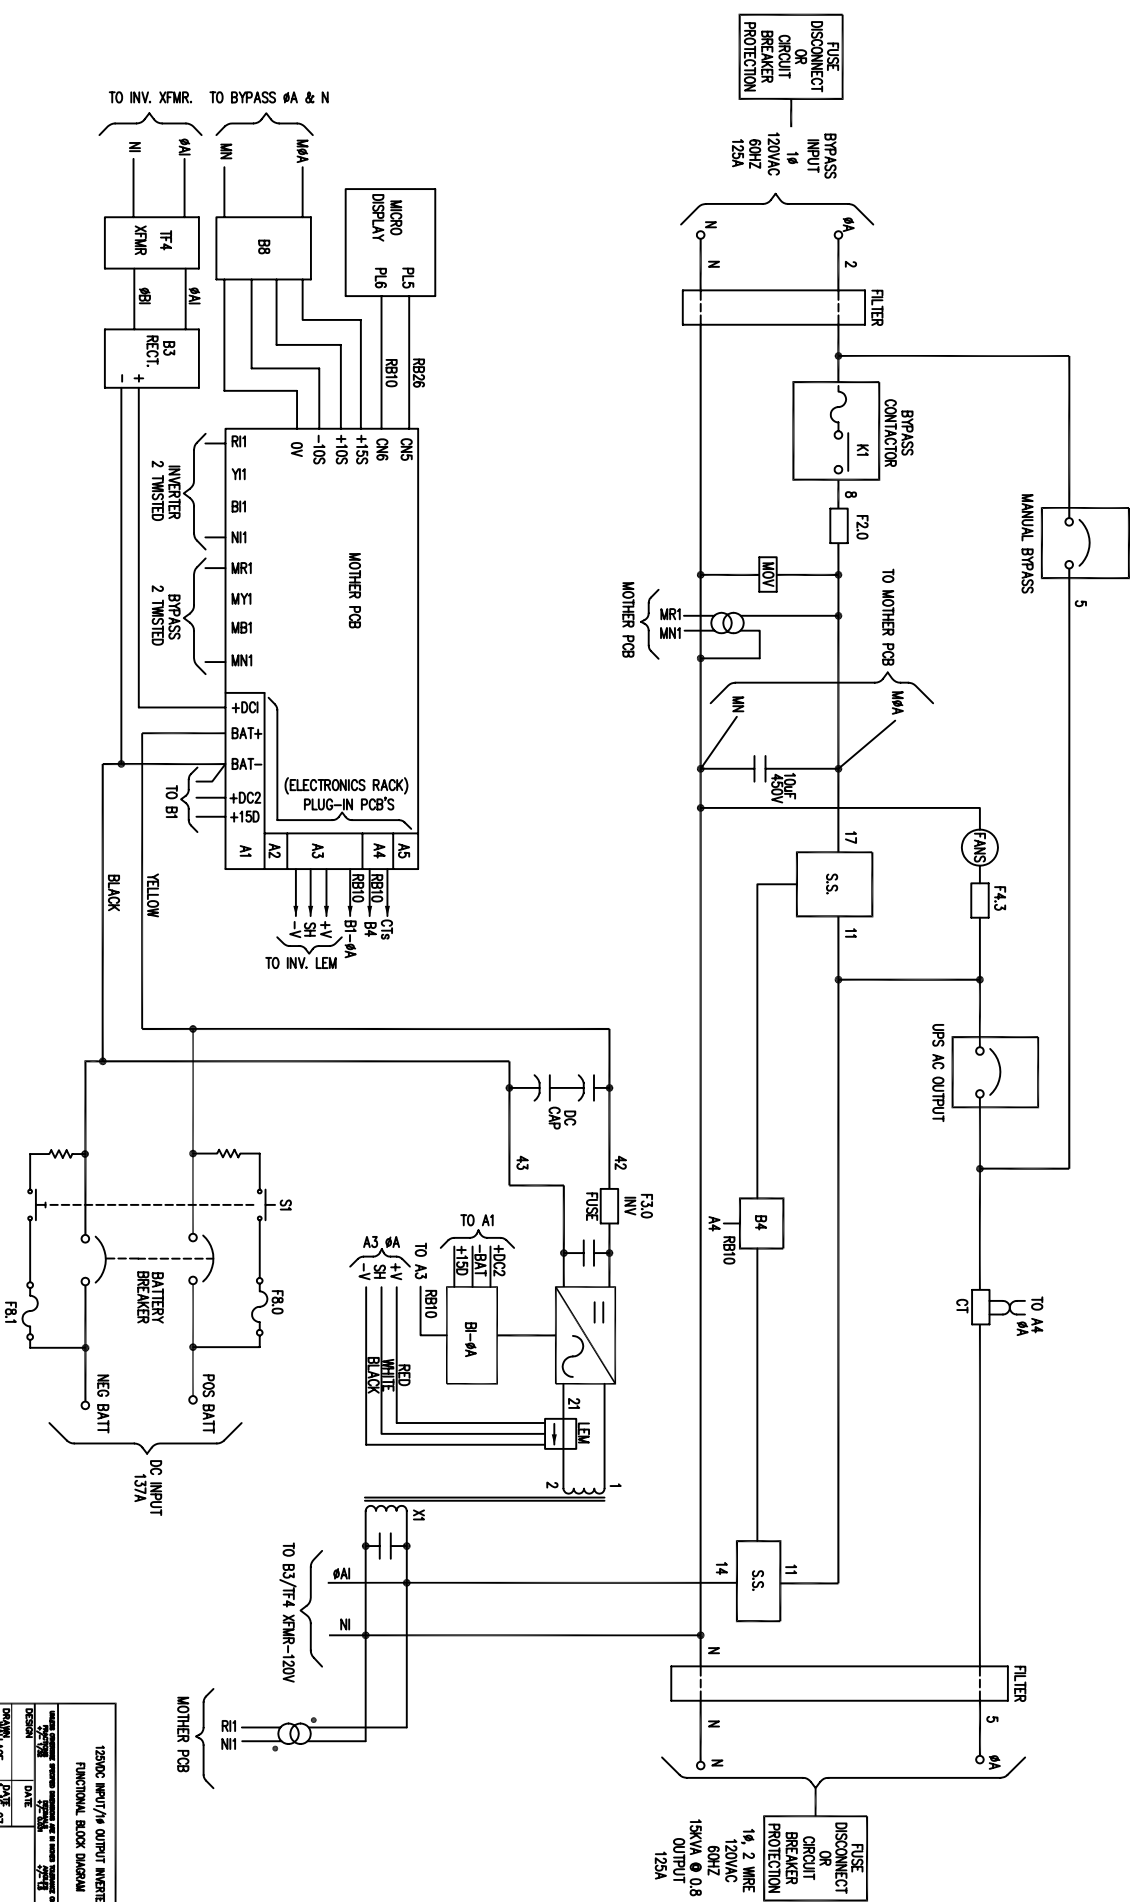 FUSE
DISCONNECT
OR
CIRCUIT
BREAKER
PROTECTION
BYPASS
INPUT
1ø
120VAC
60HZ
125A
øA
2
N
N
FILTER
MANUAL BYPASS
5
BYPASS
CONTACTOR
K1
8
F2.0
MOV
MR1
MN1
MOTHER PCB
TO MOTHER PCB
MN
MøA
10uF
450V
17
S.S.
11
FANS
F4.3
UPS AC OUTPUT
B4
A4
RB10
TO A4
øA
CT
11
S.S.
14
N
FILTER
5
øA
N
N
FUSE
DISCONNECT
OR
CIRCUIT
BREAKER
PROTECTION
1ø, 2 WIRE
120VAC
60HZ
15KVA @ 0.8
OUTPUT
125A
TO INV. XFMR.
TO BYPASS øA & N
NI
øAI
MN
MøA
TF4
XFMR
øBI
øAI
B3
RECT.
+
-
B8
MICRO
DISPLAY
PL5
PL6
RB26
RB10
CN5
CN6
+15S
+10S
-10S
0V
MOTHER PCB
RI1
YI1
BI1
NI1
INVERTER
2 TWISTED
MR1
MY1
MB1
MN1
BYPASS
2 TWISTED
+DCI
BAT+
BAT-
+DC2
+15D
TO B1
(ELECTRONICS RACK)
PLUG-IN PCB'S
A1
A2
A3
A4
A5
RB10
RB10
CTs
B4
B1-øA
+V
SH
-V
TO INV. LEM
YELLOW
BLACK
DC
CAP
42
43
F3.0
INV
FUSE
TO A1
+DC2
-BAT
+15D
BI-øA
TO A3
RB10
A3 øA
+V
SH
-V
RED
WHITE
BLACK
21
LEM
1
2
X1
S1
BATTERY
BREAKER
F8.0
F8.1
POS BATT
NEG BATT
DC INPUT
137A
øAI
NI
TO B3/TF4 XFMR-120V
RI1
NI1
MOTHER PCB
125VDC INPUT/1ø OUTPUT
FUNCTIONAL BLOCK DIAGRAM
DESIGN
DATE
DRAWN
DATE